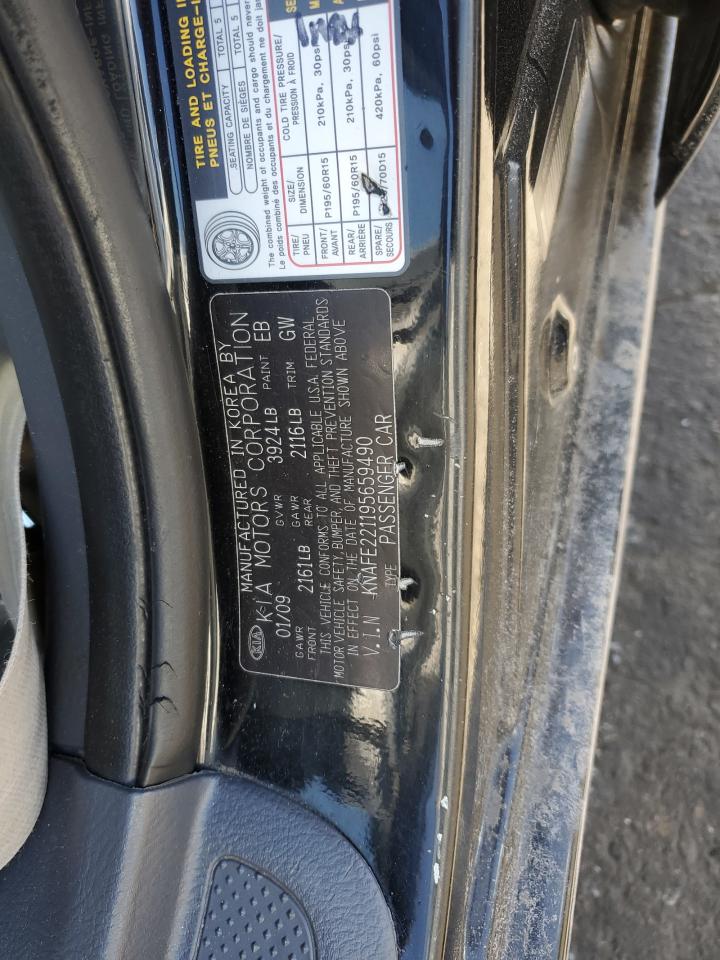 TIRE AND LOADING
PNEUS ET CHARGE
SEATING CAPACITY TOTAL 5
NOMBRE DE SIÈGES TOTAL 5
The combined weight of occupants and cargo should never
Le poids combiné des occupants et du chargement ne doit
TIRE/ PNEU SIZE/ DIMENSION COLD TIRE PRESSURE/ PRESSION À FROID
FRONT/ AVANT P195/60R15 210kPa, 30psi
REAR/ ARRIÈRE P195/60R15 210kPa, 30psi
SPARE/ SECOURS 70D15 420kPa, 60psi
MANUFACTURED IN KOREA BY
KIA KIA MOTORS CORPORATION
01/09 GVWR 3924LB PAINT EB
GAWR FRONT 2161LB GAWR REAR 2116LB TRIM GW
THIS VEHICLE CONFORMS TO ALL APPLICABLE U.S.A. FEDERAL
MOTOR VEHICLE SAFETY, BUMPER, AND THEFT PREVENTION STANDARDS
IN EFFECT ON THE DATE OF MANUFACTURE SHOWN ABOVE
V.I.N KNAFE221195659490
TYPE PASSENGER CAR